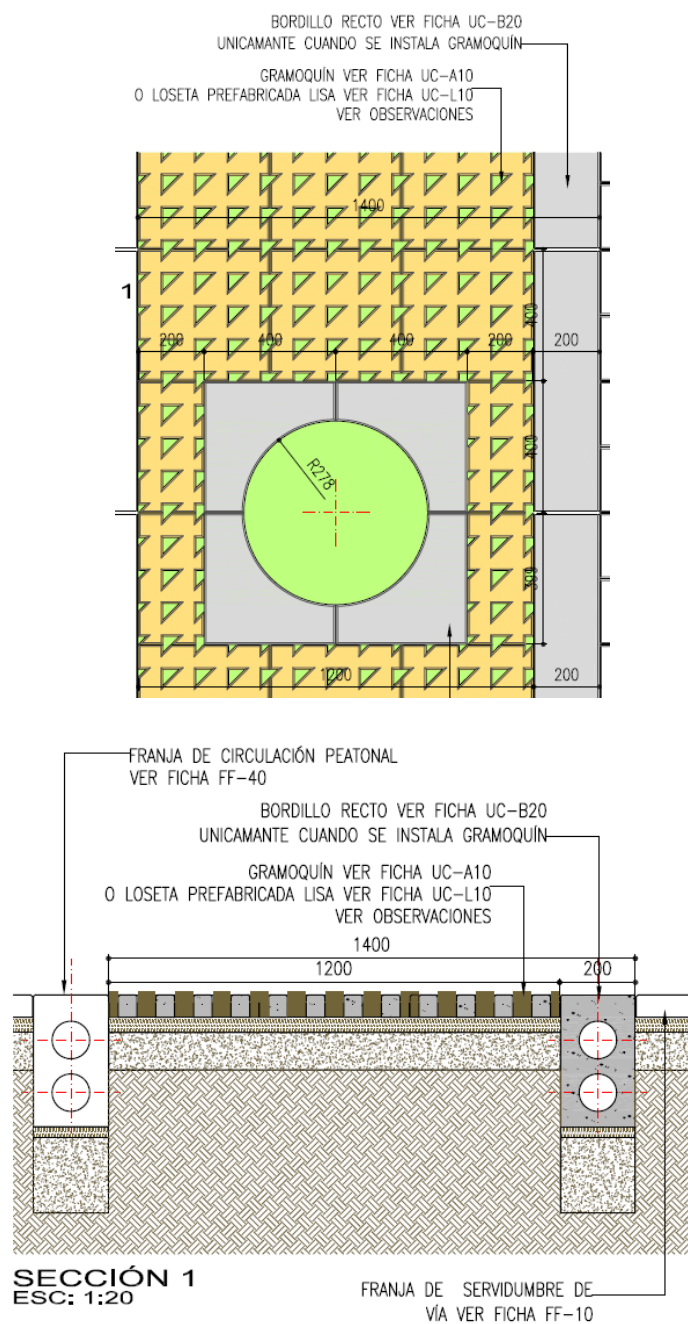 BORDILLO RECTO VER FICHA UC-B20
UNICAMANTE CUANDO SE INSTALA GRAMOQUÍN
GRAMOQUÍN VER FICHA UC-A10
O LOSETA PREFABRICADA LISA VER FICHA UC-L10
VER OBSERVACIONES
1400
1
400
200 400 400 200 200
400
R278
399
1200 200
FRANJA DE CIRCULACIÓN PEATONAL
VER FICHA FF-40
BORDILLO RECTO VER FICHA UC-B20
UNICAMANTE CUANDO SE INSTALA GRAMOQUÍN
GRAMOQUÍN VER FICHA UC-A10
O LOSETA PREFABRICADA LISA VER FICHA UC-L10
VER OBSERVACIONES
1400
1200 200
SECCIÓN 1
ESC: 1:20
FRANJA DE SERVIDUMBRE DE
VÍA VER FICHA FF-10